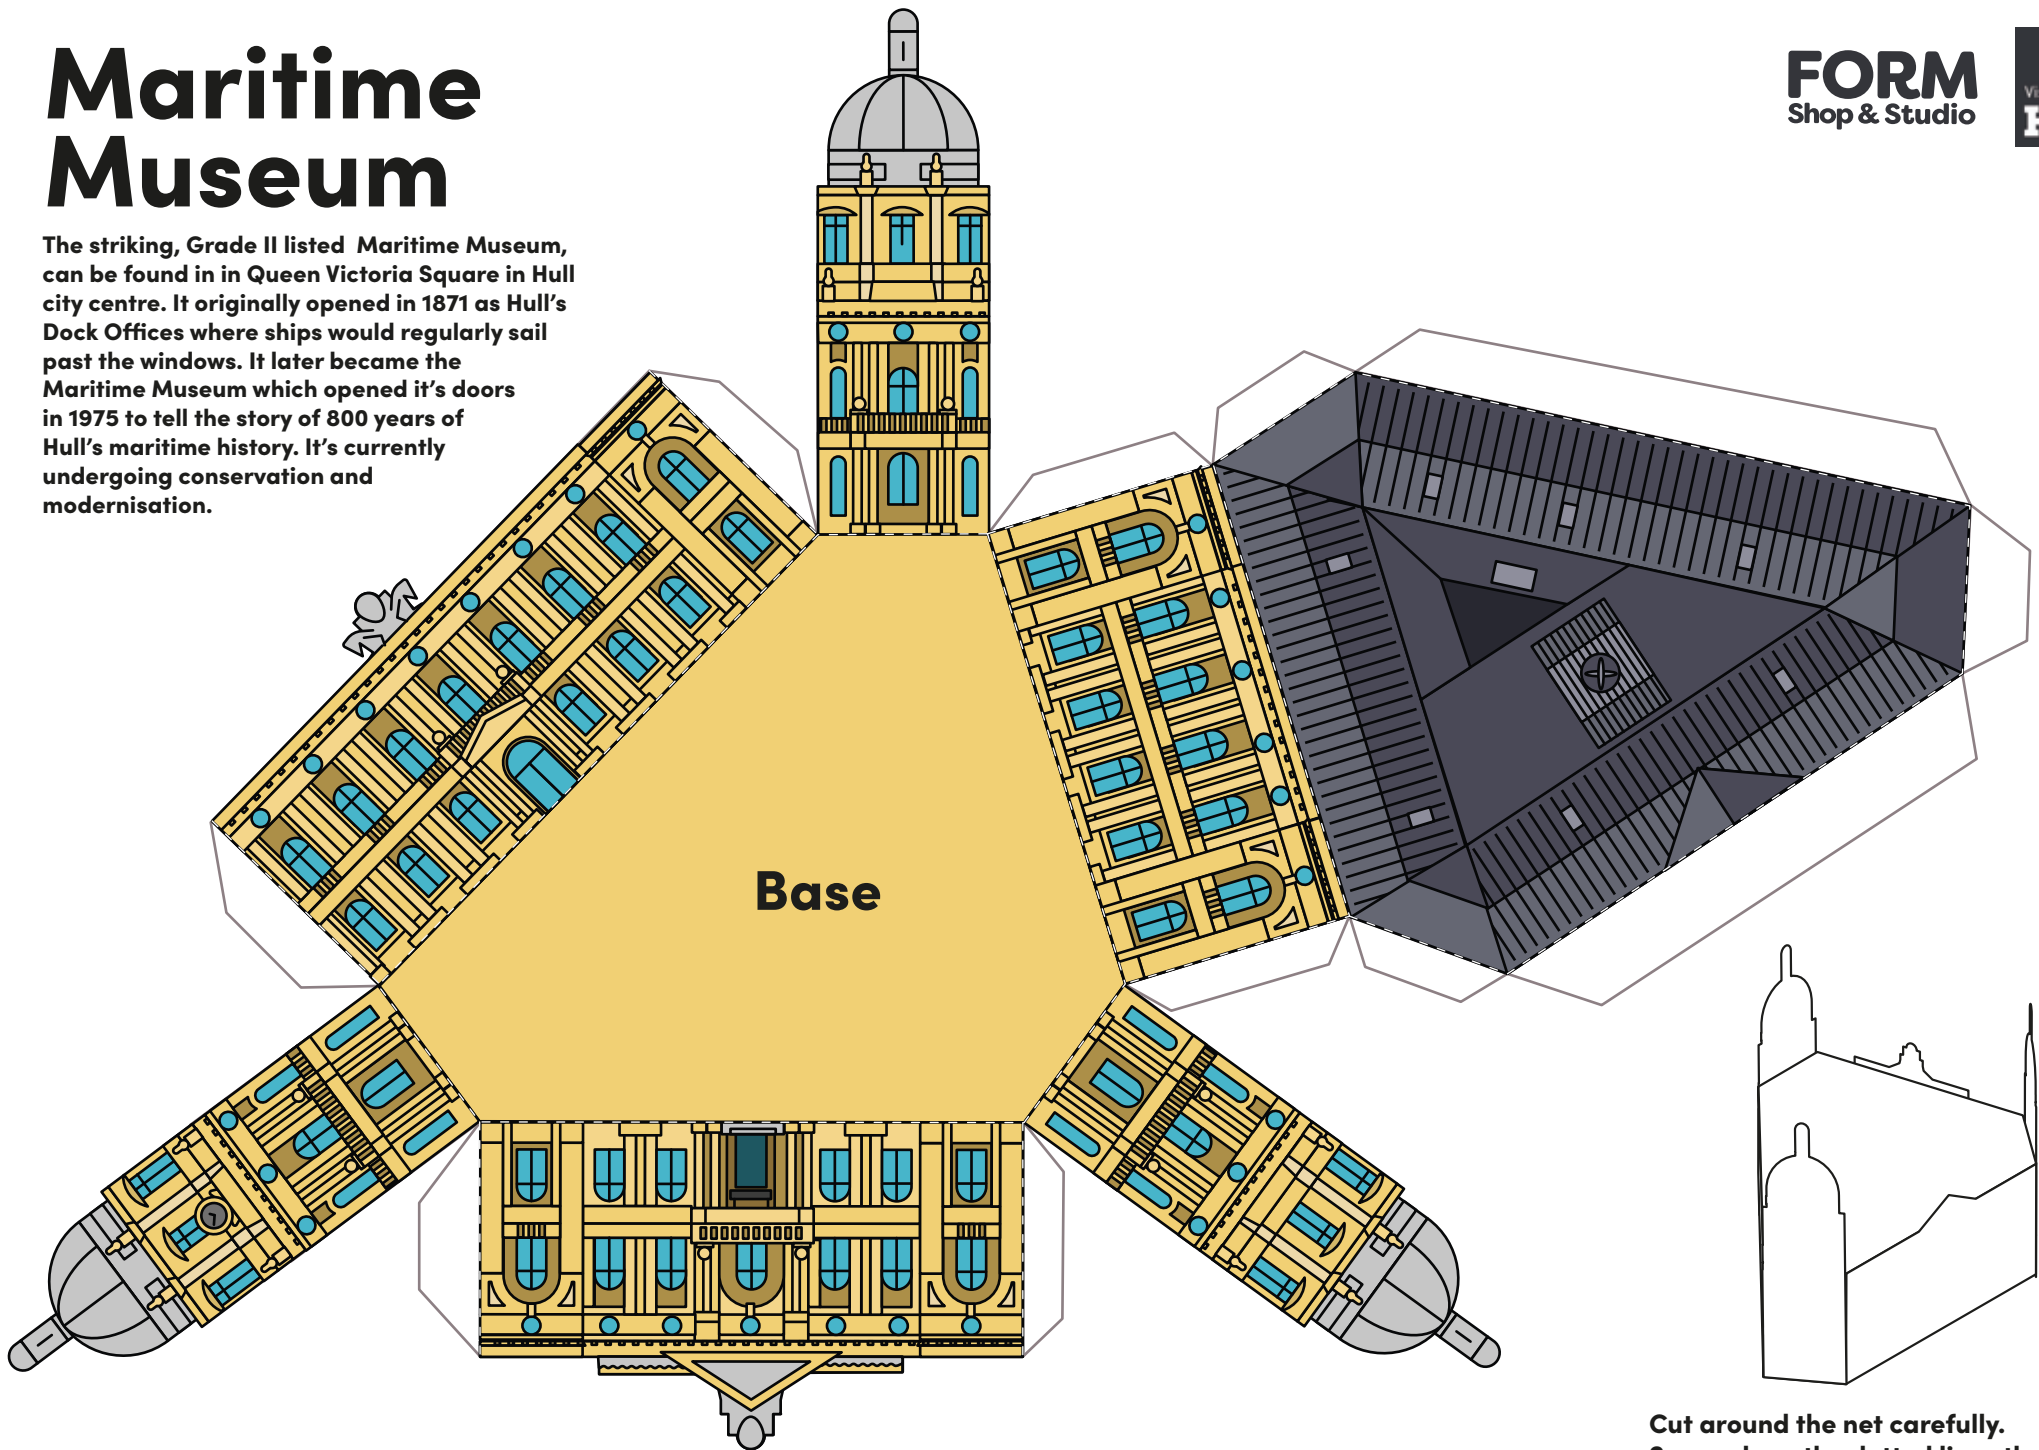 Maritime
Museum
The striking, Grade II listed Maritime Museum,
can be found in in Queen Victoria Square in Hull
city centre. It originally opened in 1871 as Hull's
Dock Offices where ships would regularly sail
past the windows. It later became the
Maritime Museum which opened it's doors
in 1975 to tell the story of 800 years of
Hull's maritime history. It's currently
undergoing conservation and
modernisation.
FORM
Shop & Studio
Base
Cut around the net carefully.